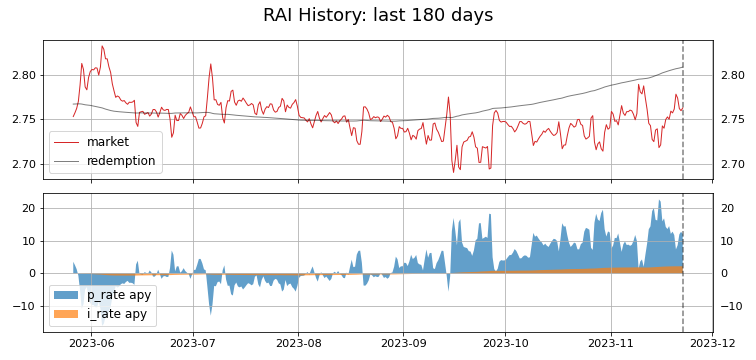 RAI History: last 180 days
2.80
2.75
2.70
2.80
2.75
2.70
market
redemption
20
10
0
−10
20
10
0
−10
p_rate apy
i_rate apy
2023-06 2023-07 2023-08 2023-09 2023-10 2023-11 2023-12